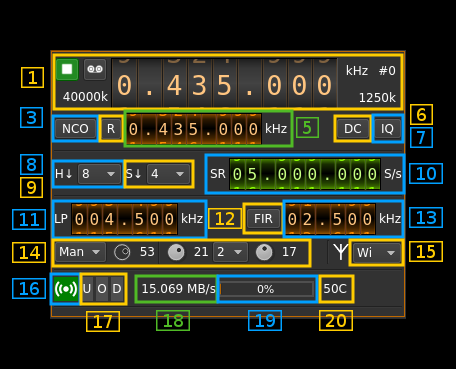 1
0.435.000 kHz #0
40000k 1250k
3 NCO R 0.435.000 kHz 5 DC IQ 6
7
8 H↓ 8 S↓ 4 SR 05.000.000 S/s 10
9
11 LP 004.500 kHz 12 FIR 02.500 kHz 13
14 Man 53 21 2 17 Wi 15
16 U O D 15.069 MB/s 0% 50C
17 18 19 20